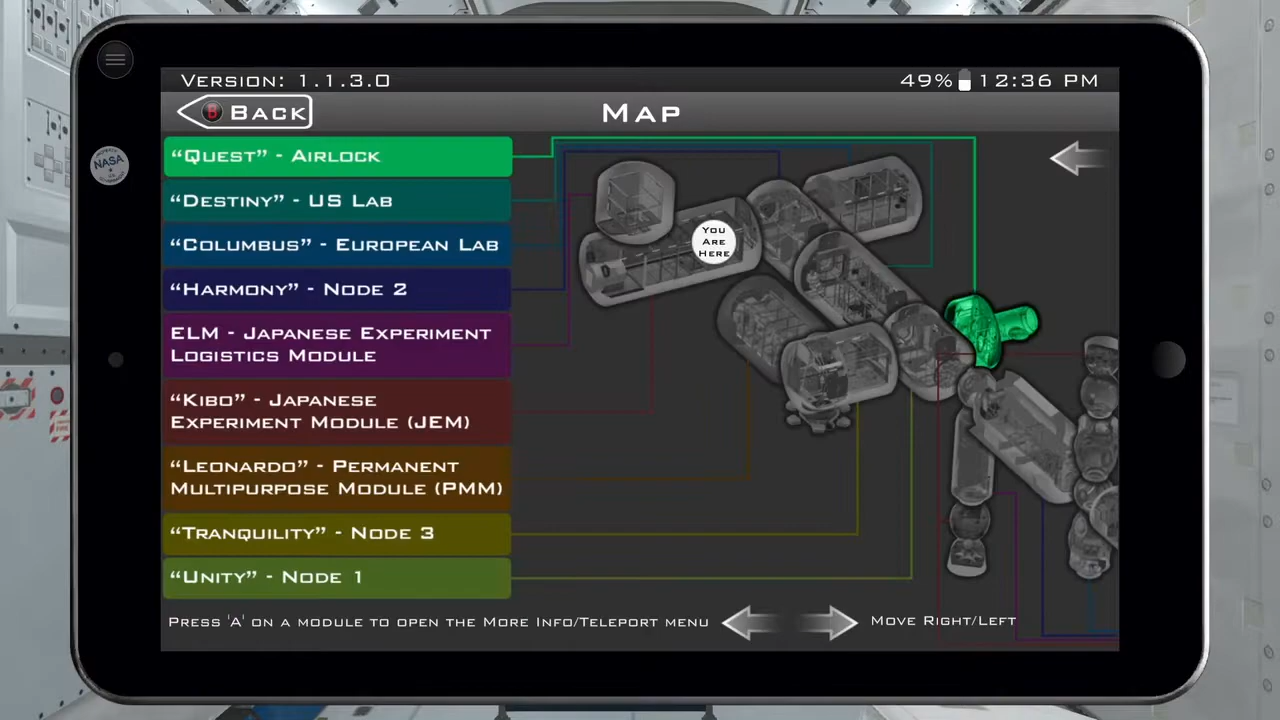 Version: 1.1.3.0
49% 12:36 PM
B Back
Map
NASA
“Quest” - Airlock
“Destiny” - US Lab
“Columbus” - European Lab
“Harmony” - Node 2
ELM - Japanese Experiment
Logistics Module
“Kibo” - Japanese
Experiment Module (JEM)
“Leonardo” - Permanent
Multipurpose Module (PMM)
“Tranquility” - Node 3
“Unity” - Node 1
You
Are
Here
Press 'A' on a module to open the More Info/Teleport menu
Move Right/Left